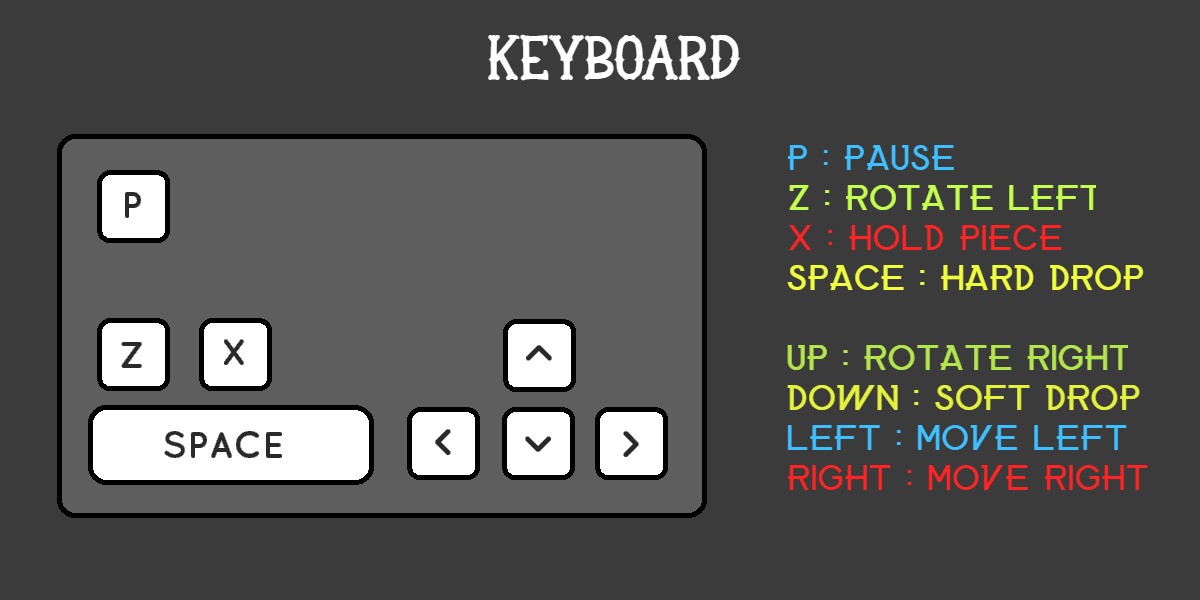 KEYBOARD
P
Z X
SPACE
P : PAUSE
Z : ROTATE LEFT
X : HOLD PIECE
SPACE : HARD DROP
UP : ROTATE RIGHT
DOWN : SOFT DROP
LEFT : MOVE LEFT
RIGHT : MOVE RIGHT